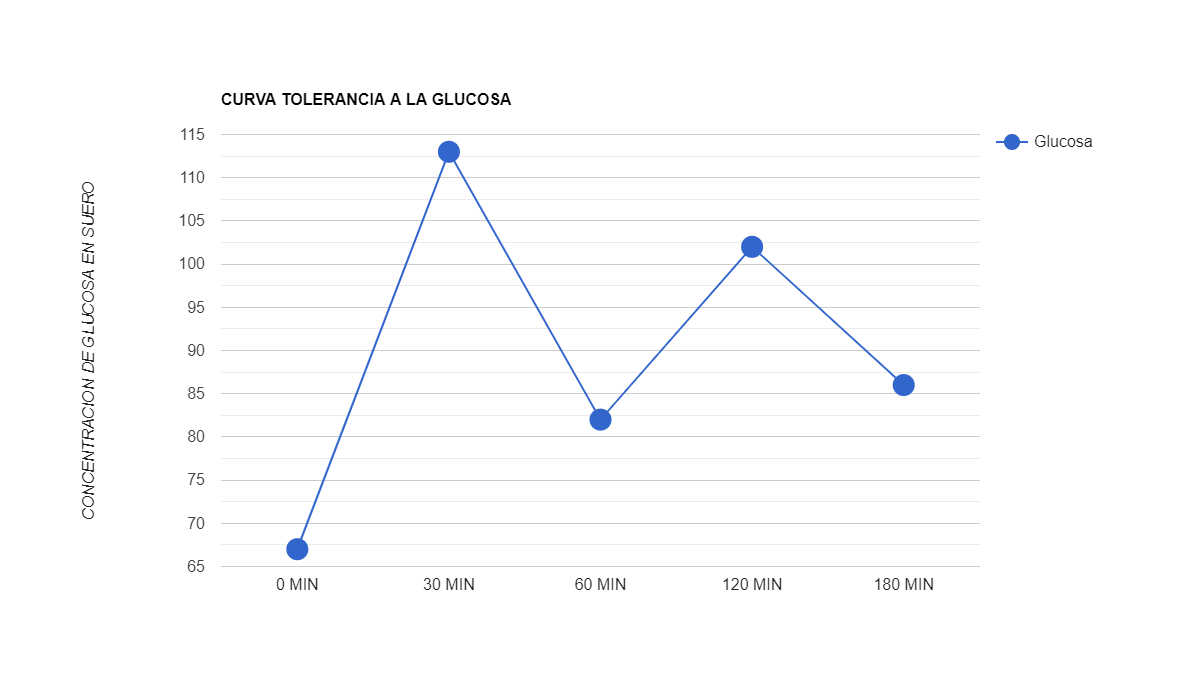 CURVA TOLERANCIA A LA GLUCOSA
Glucosa
CONCENTRACION DE GLUCOSA EN SUERO
115
110
105
100
95
90
85
80
75
70
65
0 MIN 30 MIN 60 MIN 120 MIN 180 MIN